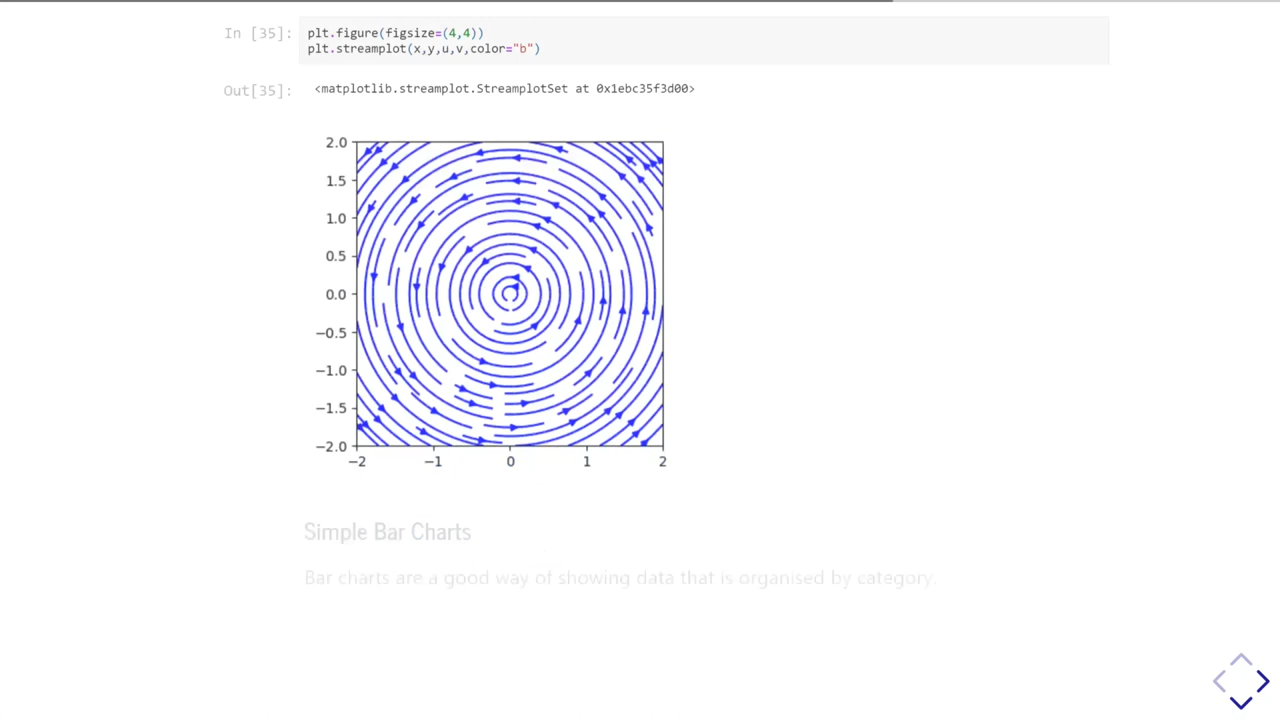 In [35]:
plt.figure(figsize=(4,4))
plt.streamplot(x,y,u,v,color="b")
Out[35]:
<matplotlib.streamplot.StreamplotSet at 0x1ebc35f3d00>
2.0
1.5
1.0
0.5
0.0
−0.5
−1.0
−1.5
−2.0
−2 −1 0 1 2
Simple Bar Charts
Bar charts are a good way of showing data that is organised by category.